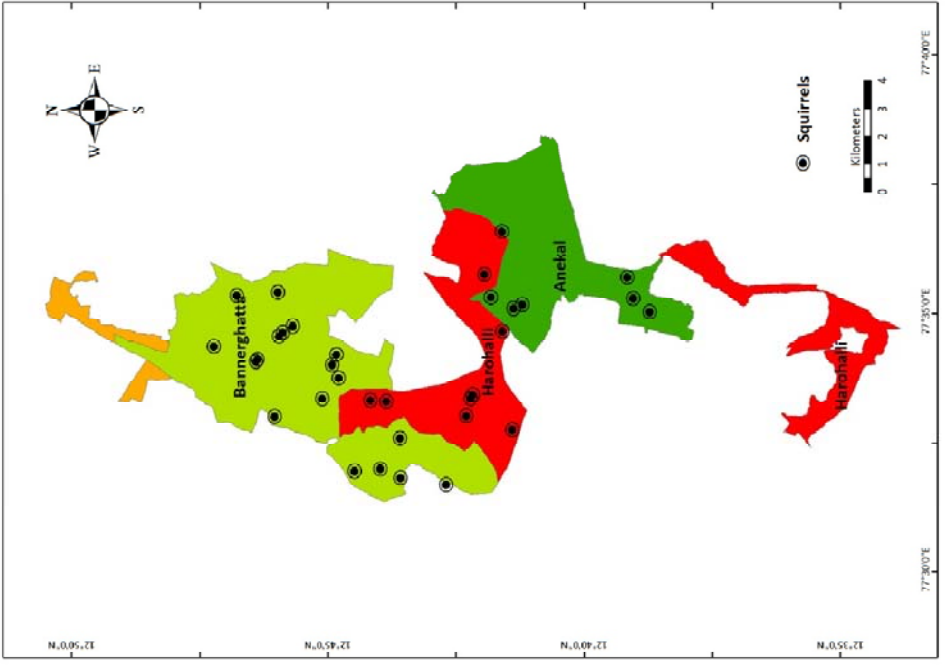 N
W E
S
77°40'0"E
77°35'0"E
77°30'0"E
12°50'0"N
12°45'0"N
12°40'0"N
12°35'0"N
Bannerghatta
Harohalli
Anekal
Harohalli
Squirrels
Kilometers
0 1 2 3 4